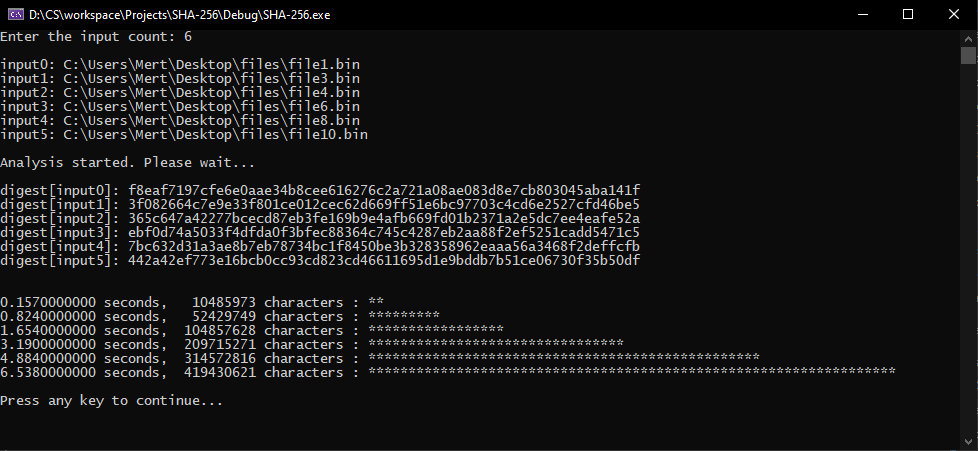 D:\CS\workspace\Projects\SHA-256\Debug\SHA-256.exe
Enter the input count: 6
input0: C:\Users\Mert\Desktop\files\file1.bin
input1: C:\Users\Mert\Desktop\files\file3.bin
input2: C:\Users\Mert\Desktop\files\file4.bin
input3: C:\Users\Mert\Desktop\files\file6.bin
input4: C:\Users\Mert\Desktop\files\file8.bin
input5: C:\Users\Mert\Desktop\files\file10.bin
Analysis started. Please wait...
digest[input0]: f8eaf7197cfe6e0aae34b8cee616276c2a721a08ae083d8e7cb803045aba141f
digest[input1]: 3f082664c7e9e33f801ce012cec62d669ff51e6bc97703c4cd6e2527cfd46be5
digest[input2]: 365c647a42277bcecd87eb3fe169b9e4afb669fd01b2371a2e5dc7ee4eafe52a
digest[input3]: ebf0d74a5033f4dfda0f3bfec88364c745c4287eb2aa88f2ef5251cadd5471c5
digest[input4]: 7bc632d31a3ae8b7eb78734bc1f8450be3b328358962eaaa56a3468f2deffcfb
digest[input5]: 442a42ef773e16bcb0cc93cd823cd46611695d1e9bddb7b51ce06730f35b50df
0.1570000000 seconds,   10485973 characters : **
0.8240000000 seconds,   52429749 characters : *********
1.6540000000 seconds,  104857628 characters : *****************
3.1900000000 seconds,  209715271 characters : ********************************
4.8840000000 seconds,  314572816 characters : *************************************************
6.5380000000 seconds,  419430621 characters : ******************************************************************
Press any key to continue...